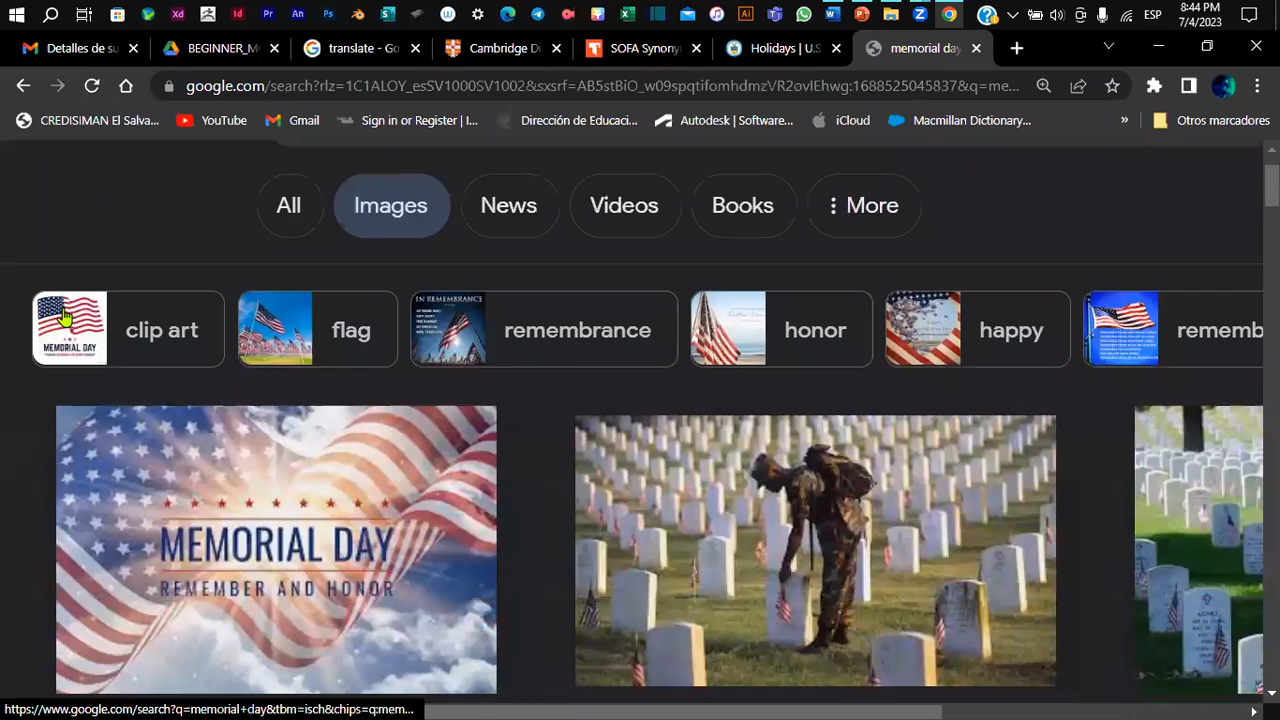 8:44 PM
ESP
7/4/2023
Detalles de su
BEGINNER_M
translate - Go
Cambridge Di
SOFA Synony
Holidays | U.S
memorial day
google.com/search?rlz=1C1ALOY_esSV1000SV1002&sxsrf=AB5stBiO_w09spqtifomhdmzVR2ovIEhwg:1688525045837&q=me...
CREDISIMAN El Salva...
YouTube
Gmail
Sign in or Register | I...
Dirección de Educaci...
Autodesk | Software...
iCloud
Macmillan Dictionary...
»
Otros marcadores
All
Images
News
Videos
Books
More
MEMORIAL DAY
clip art
flag
IN REMEMBRANCE
remembrance
honor
happy
rememb
MEMORIAL DAY
REMEMBER AND HONOR
https://www.google.com/search?q=memorial+day&tbm=isch&chips=q:mem...